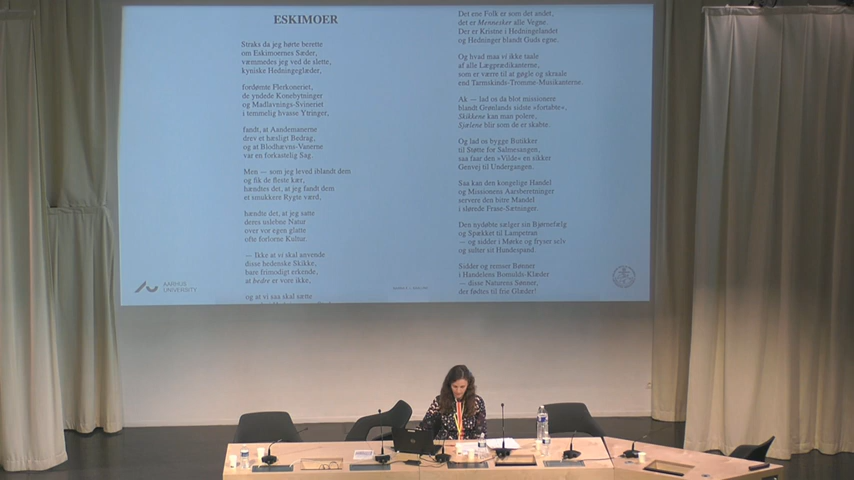 ESKIMOER
Straks da jeg hørte berette
om Eskimoernes Sæder,
væmmedes jeg ved de slette,
kyniske Hedningeglæder,
fordømte Flerkoneriet,
de yndede Konebytninger
og Madlavnings-Svineriet
i temmelig hvasse Ytringer,
fandt, at Aandemanerne
drev et hæsligt Bedrag,
og at Blodhævns-Vanerne
var en forkastelig Sag.
Men — som jeg leved iblandt dem
og fik de fleste kær,
hændtes det, at jeg fandt dem
et smukkere Rygte værd,
hændte det, at jeg satte
deres uslebne Natur
over vor egen glatte
ofte forlorne Kultur.
— Ikke at vi skal anvende
disse hedenske Skikke,
bare frimodigt erkende,
at bedre er vore ikke,
og at vi saa skal sætte
Det ene Folk er som det andet,
det er Mennesker alle Vegne.
Der er Kristne i Hedningelandet
og Hedninger blandt Guds egne.
Og hvad maa vi ikke taale
af alle Lægprædikanterne,
som er værre til at gøgle og skraale
end Tarmskinds-Tromme-Musikanterne.
Ak — lad os da blot missionere
blandt Grønlands sidste »fortabte«,
Skikkene kan man polere,
Sjælene blir som de er skabte.
Og lad os bygge Butikker
til Støtte for Salmesangen,
saa faar den »Vilde« en sikker
Genvej til Undergangen.
Saa kan den kongelige Handel
og Missionens Aarsberetninger
servere den bitre Mandel
i slørede Frase-Sætninger.
Den nydøbte sælger sin Bjørnefælg
og Spækket til Lampetran
— og sidder i Mørke og fryser selv
og sulter sit Hundespand.
Sidder og remser Bønner
i Handelens Bomulds-Klæder
— disse Naturens Sønner,
der fødtes til frie Glæder!
AARHUS
UNIVERSITY